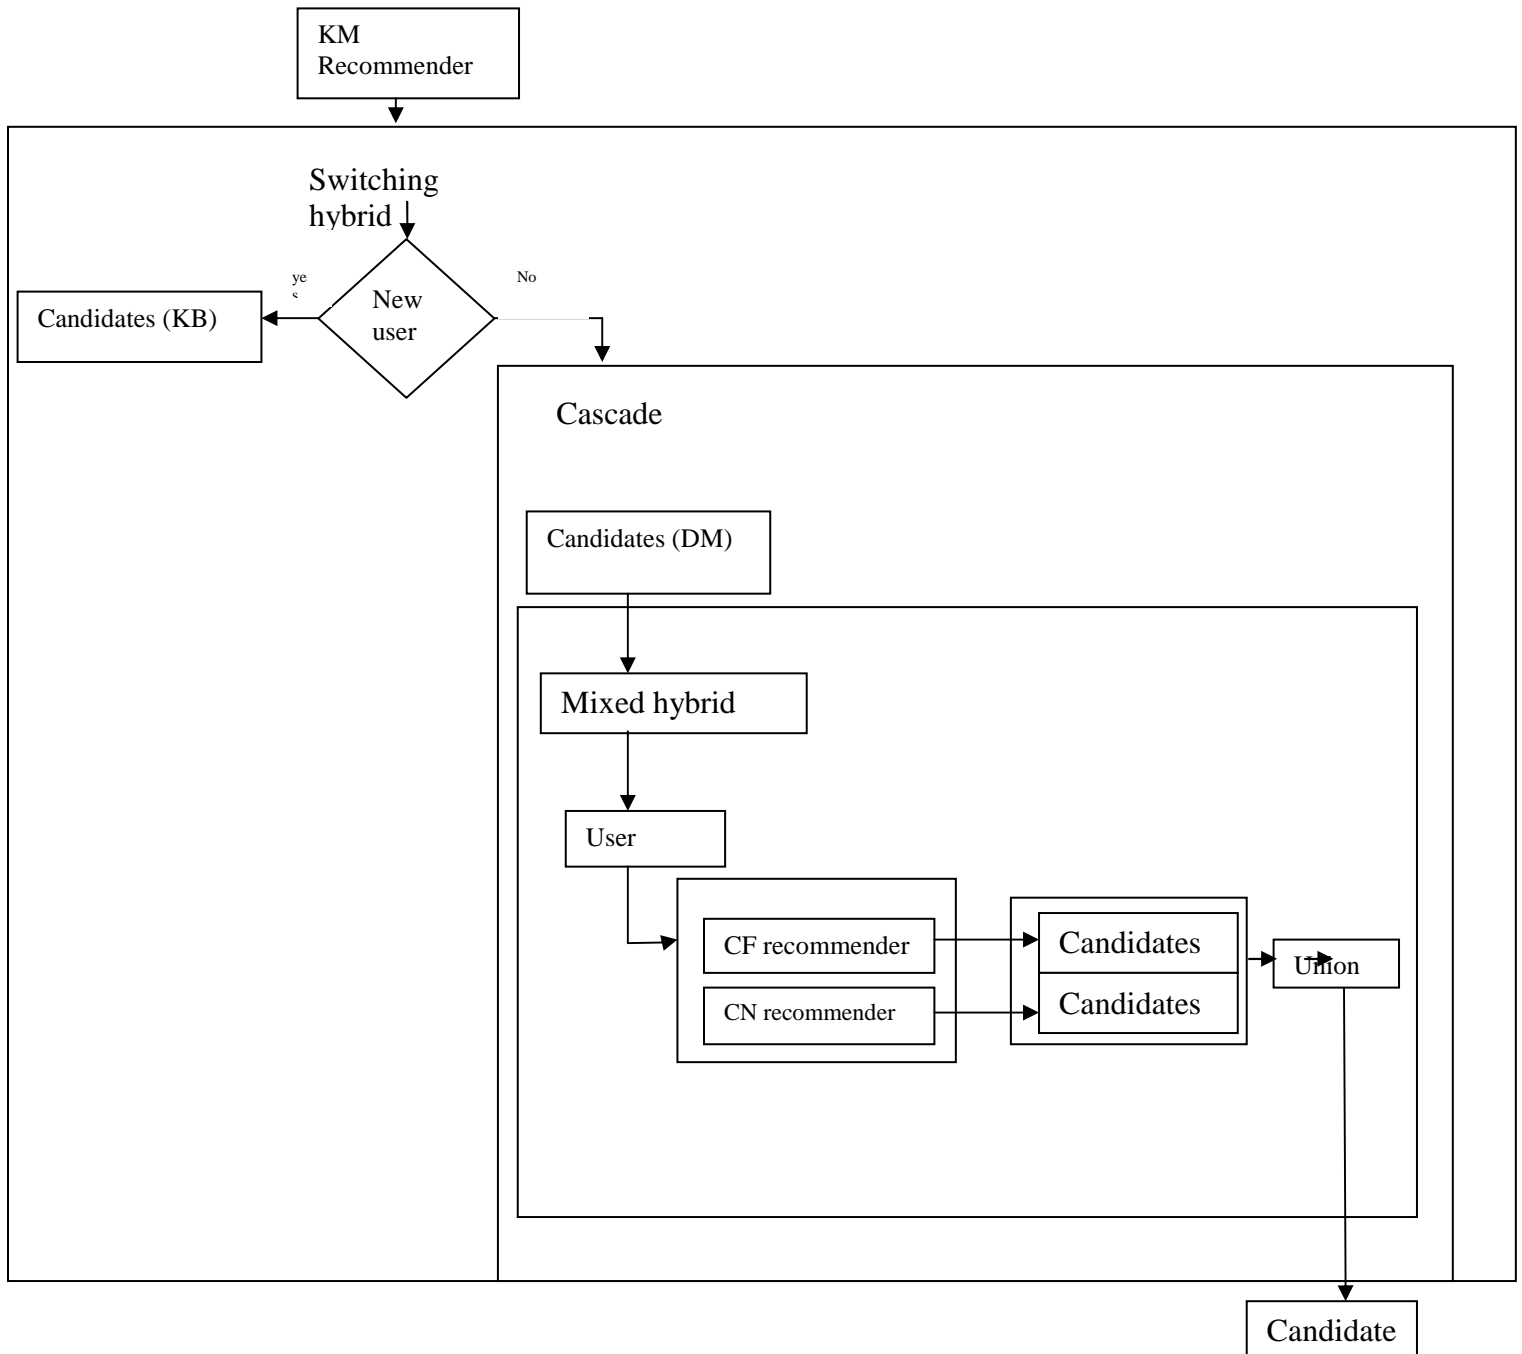 KM
Recommender
Switching
hybrid
ye
s
No
New
user
Candidates (KB)
Cascade
Candidates (DM)
Mixed hybrid
User
CF recommender
Candidates
CN recommender
Candidates
Union
Candidate